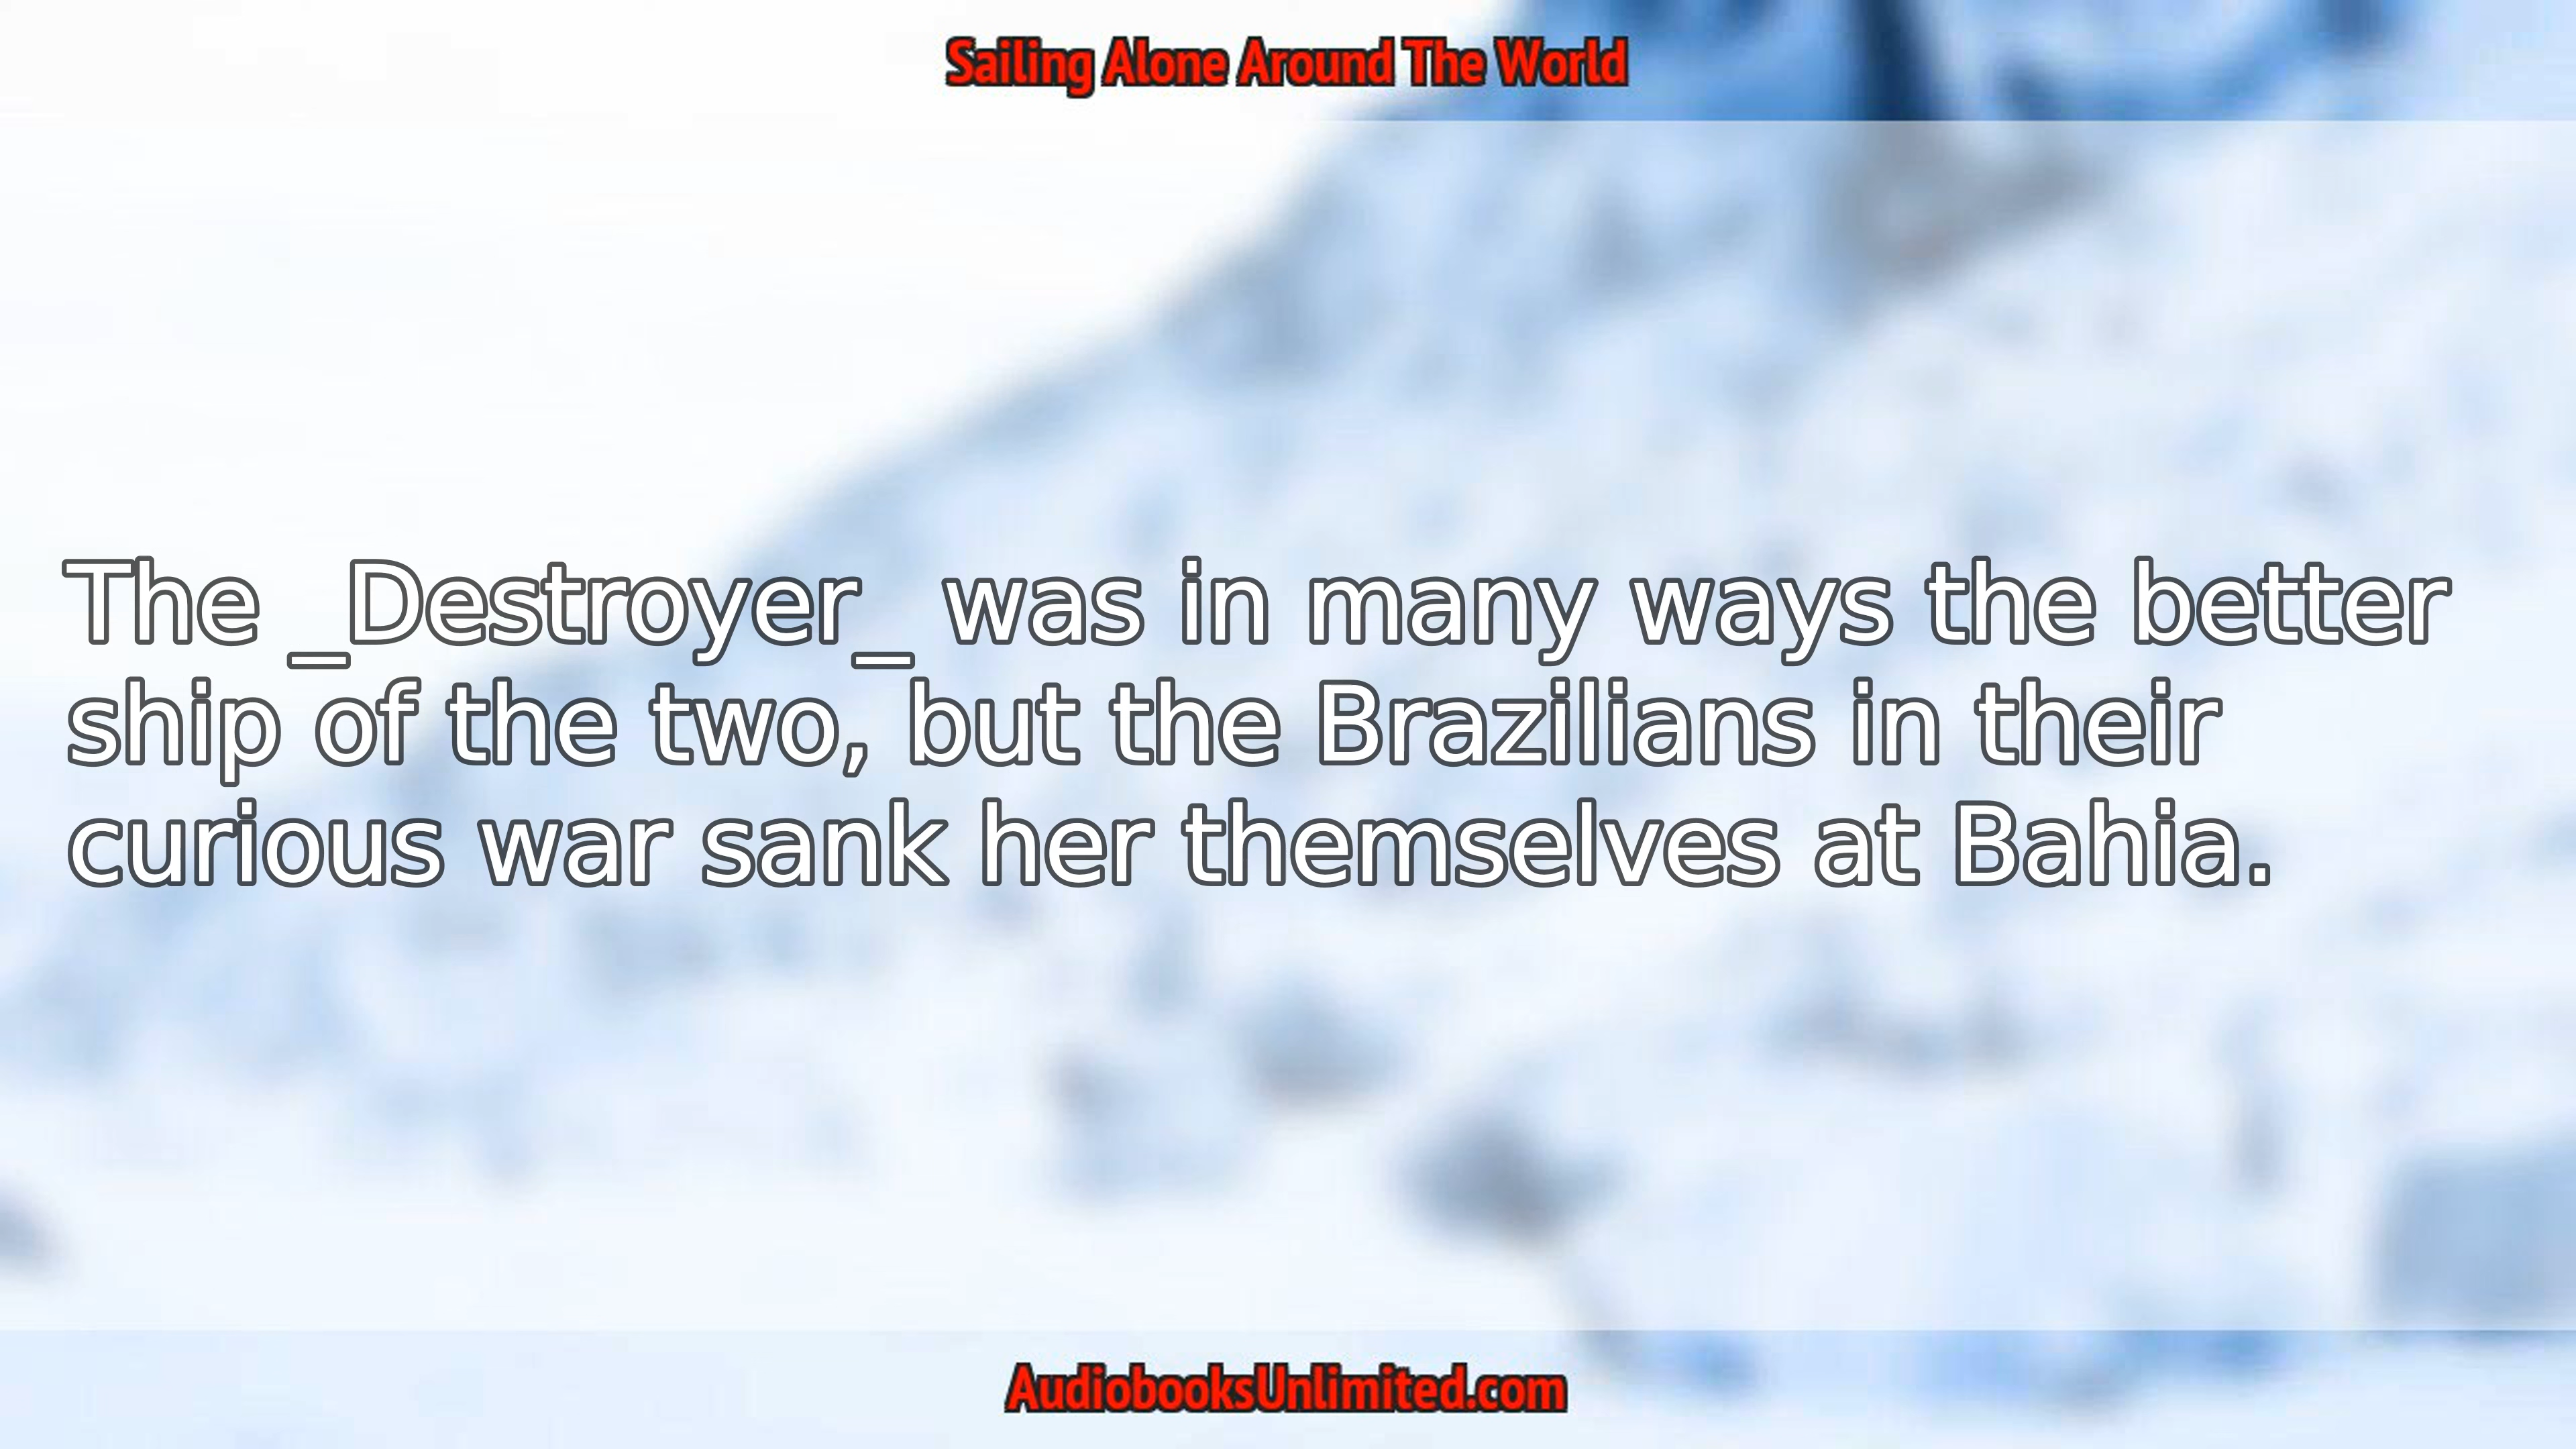 Sailing Alone Around The World
The _Destroyer_ was in many ways the better
ship of the two, but the Brazilians in their
curious war sank her themselves at Bahia.
AudiobooksUnlimited.com